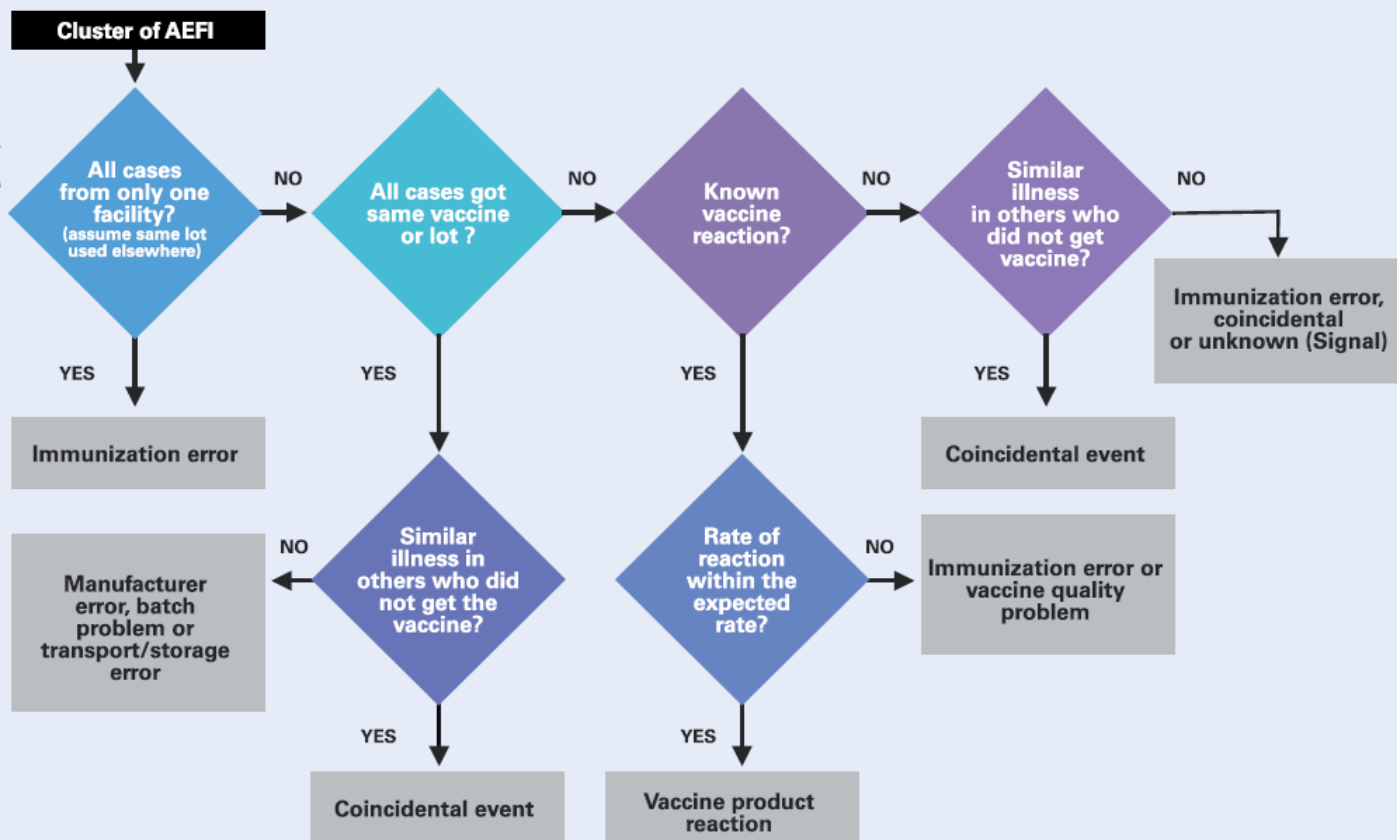 Cluster of AEFI
All cases
from only one
facility?
(assume same lot
used elsewhere)
NO
All cases got
same vaccine
or lot ?
NO
Known
vaccine
reaction?
NO
Similar
illness
in others who
did not get
vaccine?
NO
Immunization error,
coincidental
or unknown (Signal)
YES
YES
YES
YES
Immunization error
Coincidental event
Manufacturer
error, batch
problem or
transport/storage
error
NO
Similar
illness in
others who did
not get the
vaccine?
Rate of
reaction
within the
expected
rate?
NO
Immunization error or
vaccine quality
problem
YES
YES
Coincidental event
Vaccine product
reaction